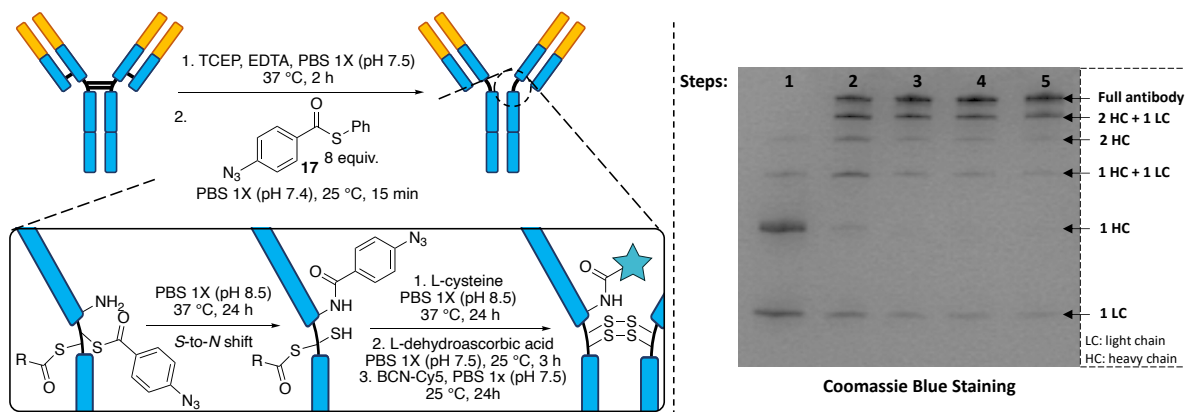 1. TCEP, EDTA, PBS 1X (pH 7.5)
37 °C, 2 h
2.
O
S
Ph
N3
17
8 equiv.
PBS 1X (pH 7.4), 25 °C, 15 min
NH2
S
S
O
R
O
N3
PBS 1X (pH 8.5)
37 °C, 24 h
S-to-N shift
N3
O
NH
SH
S
R
O
1. L-cysteine
PBS 1X (pH 8.5)
37 °C, 24 h
2. L-dehydroascorbic acid
PBS 1X (pH 7.5), 25 °C, 3 h
3. BCN-Cy5, PBS 1x (pH 7.5)
25 °C, 24h
O
NH
S-S
S-S
Steps:
1 2 3 4 5
Full antibody
2 HC + 1 LC
2 HC
1 HC + 1 LC
1 HC
1 LC
LC: light chain
HC: heavy chain
Coomassie Blue Staining